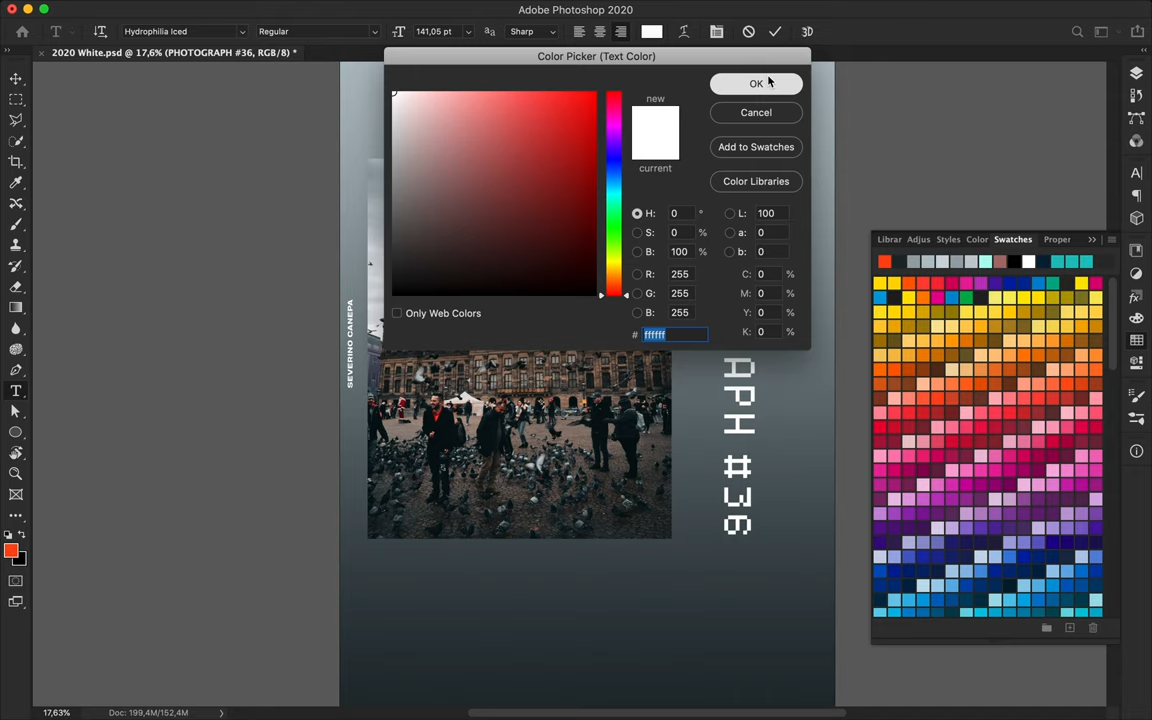 Adobe Photoshop 2020
T
Hydrophilia Iced
Regular
141,05 pt
aa
Sharp
3D
2020 White.psd @ 17,6% (PHOTOGRAPH #36, RGB/8) *
Color Picker (Text Color)
new
current
OK
Cancel
Add to Swatches
Color Libraries
H: 0 °
S: 0 %
B: 100 %
R: 255
G: 255
B: 255
# ffffff
L: 100
a: 0
b: 0
C: 0 %
M: 0 %
Y: 0 %
K: 0 %
Only Web Colors
SEVERINO CANEPA
APH #36
Librar Adjus Styles Color Swatches Proper
17,63%
Doc: 199,4M/152,4M